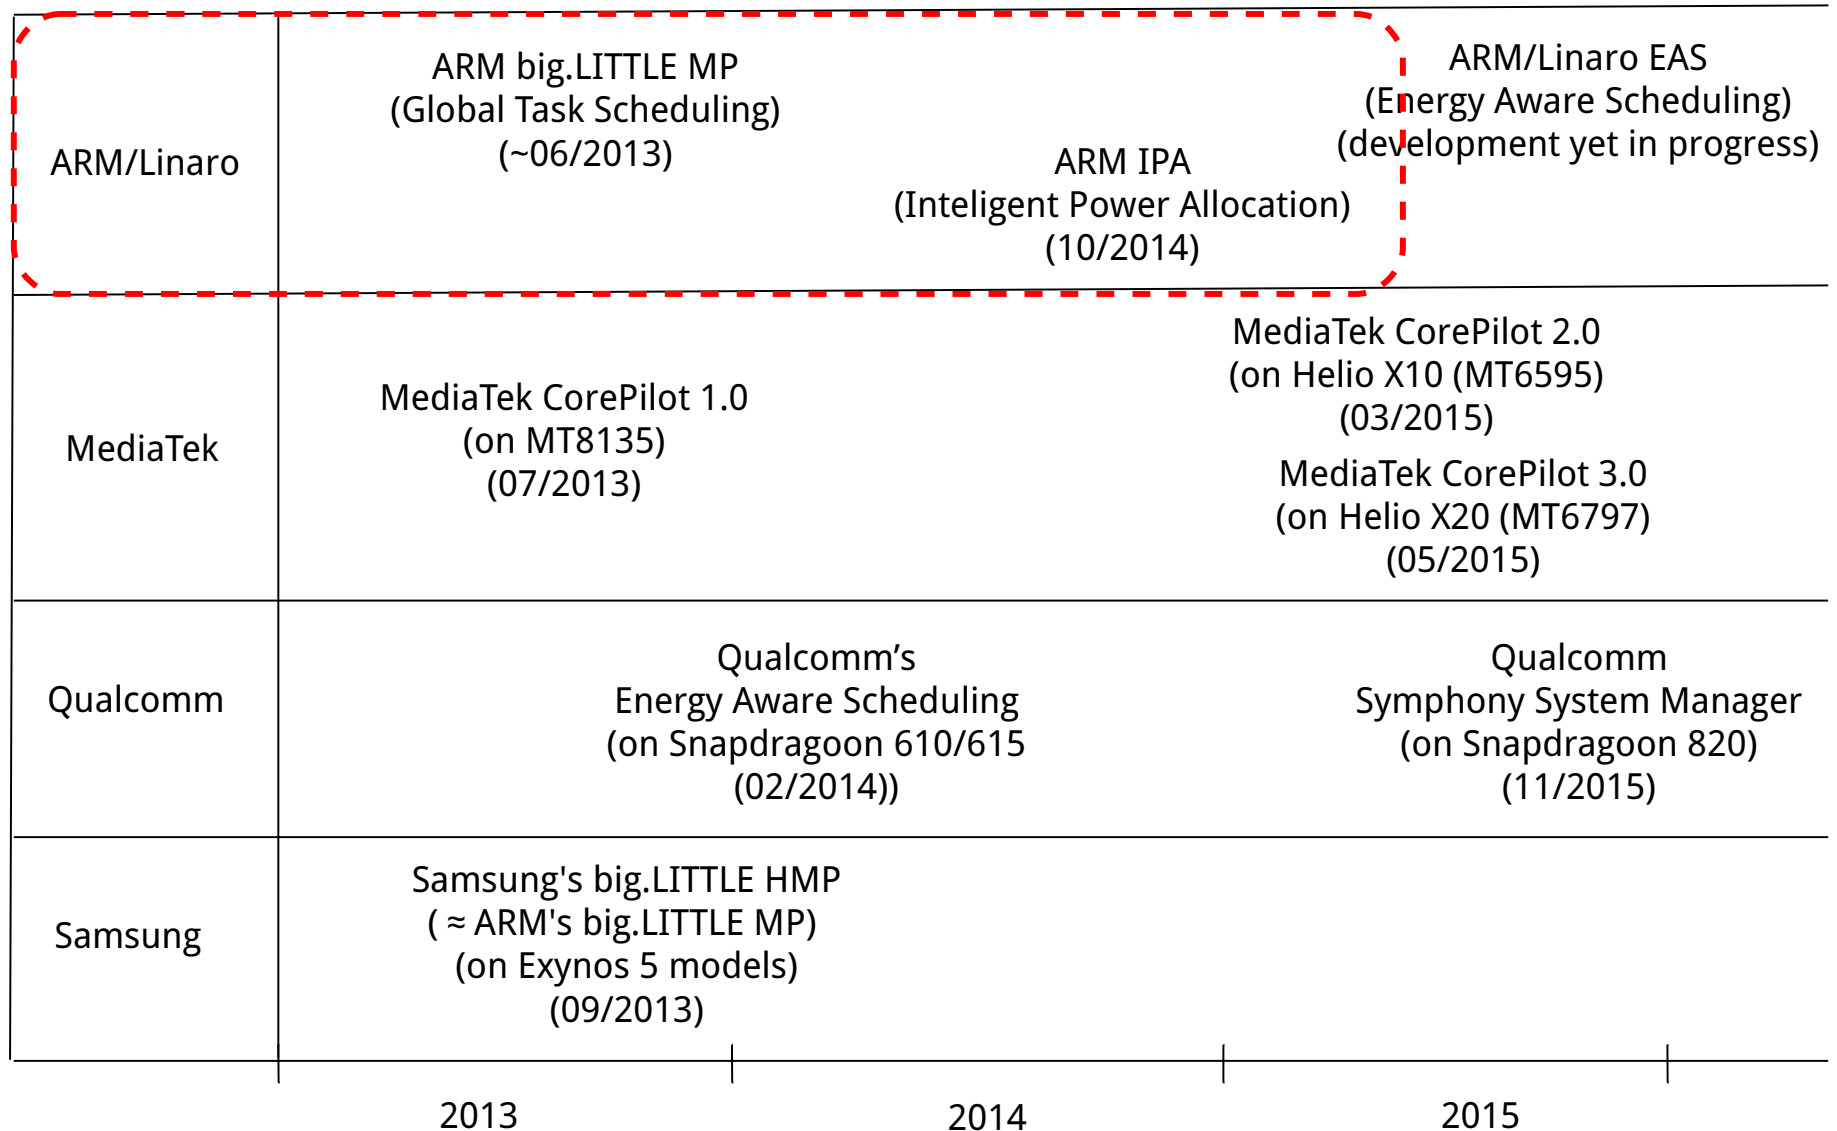 ARM/Linaro
ARM big.LITTLE MP
(Global Task Scheduling)
(~06/2013)
ARM IPA
(Inteligent Power Allocation)
(10/2014)
ARM/Linaro EAS
(Energy Aware Scheduling)
(development yet in progress)
MediaTek
MediaTek CorePilot 1.0
(on MT8135)
(07/2013)
MediaTek CorePilot 2.0
(on Helio X10 (MT6595)
(03/2015)
MediaTek CorePilot 3.0
(on Helio X20 (MT6797)
(05/2015)
Qualcomm
Qualcomm’s
Energy Aware Scheduling
(on Snapdragoon 610/615
(02/2014))
Qualcomm
Symphony System Manager
(on Snapdragoon 820)
(11/2015)
Samsung
Samsung's big.LITTLE HMP
( ≈ ARM's big.LITTLE MP)
(on Exynos 5 models)
(09/2013)
2013
2014
2015